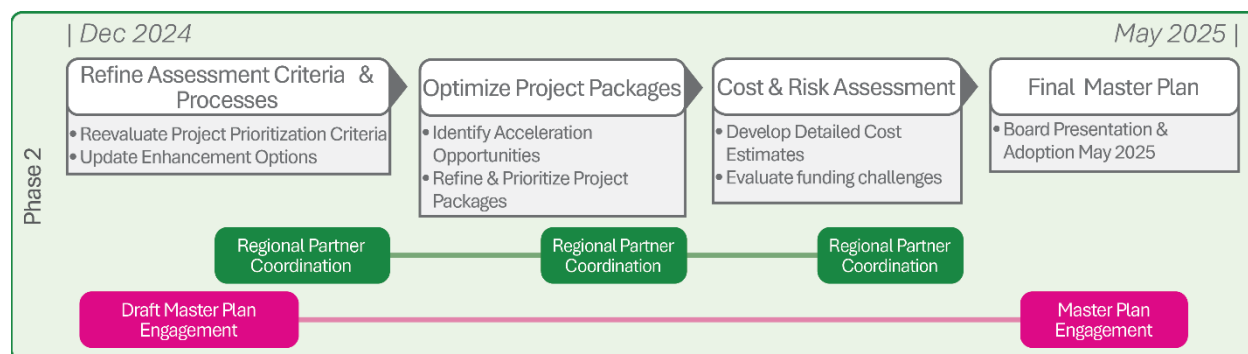 | Dec 2024
May 2025 |
Phase 2
Refine Assessment Criteria &
Processes
• Reevaluate Project Prioritization Criteria
• Update Enhancement Options
Optimize Project Packages
• Identify Acceleration
Opportunities
• Refine & Prioritize Project
Packages
Cost & Risk Assessment
• Develop Detailed Cost
Estimates
• Evaluate funding challenges
Final Master Plan
• Board Presentation &
Adoption May 2025
Regional Partner
Coordination
Regional Partner
Coordination
Regional Partner
Coordination
Draft Master Plan
Engagement
Master Plan
Engagement